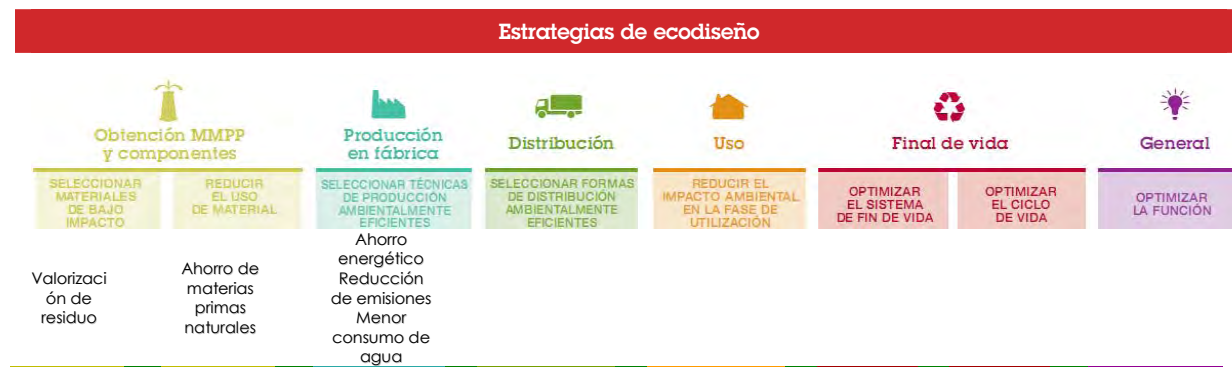 Estrategias de ecodiseño
Obtención MMPP
y componentes
Producción
en fábrica
Distribución
Uso
Final de vida
General
SELECCIONAR
MATERIALES
DE BAJO
IMPACTO
REDUCIR
EL USO
DE MATERIAL
SELECCIONAR TÉCNICAS
DE PRODUCCIÓN
AMBIENTALMENTE
EFICIENTES
SELECCIONAR FORMAS
DE DISTRIBUCIÓN
AMBIENTALMENTE
EFICIENTES
REDUCIR EL
IMPACTO AMBIENTAL
EN LA FASE DE
UTILIZACIÓN
OPTIMIZAR
EL SISTEMA
DE FIN DE VIDA
OPTIMIZAR
EL CICLO
DE VIDA
OPTIMIZAR
LA FUNCIÓN
Valorizaci
ón de
residuo
Ahorro de
materias
primas
naturales
Ahorro
energético
Reducción
de emisiones
Menor
consumo de
agua